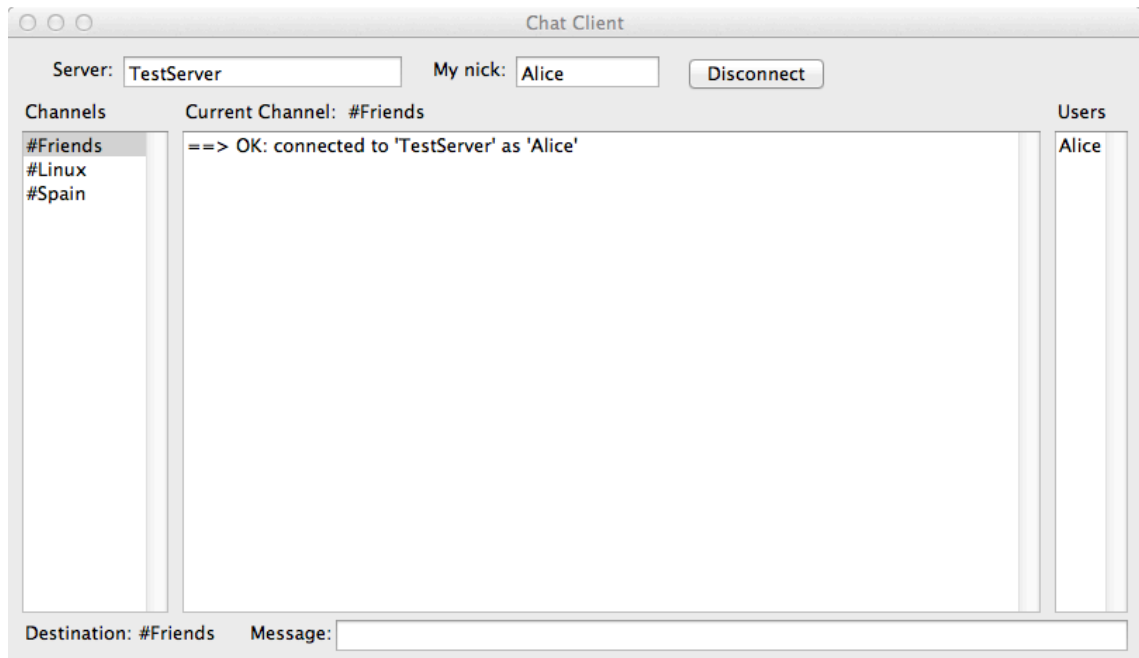 Chat Client
Server: TestServer My nick: Alice Disconnect
Channels Current Channel: #Friends Users
#Friends ==> OK: connected to 'TestServer' as 'Alice' Alice
#Linux
#Spain
Destination: #Friends Message: